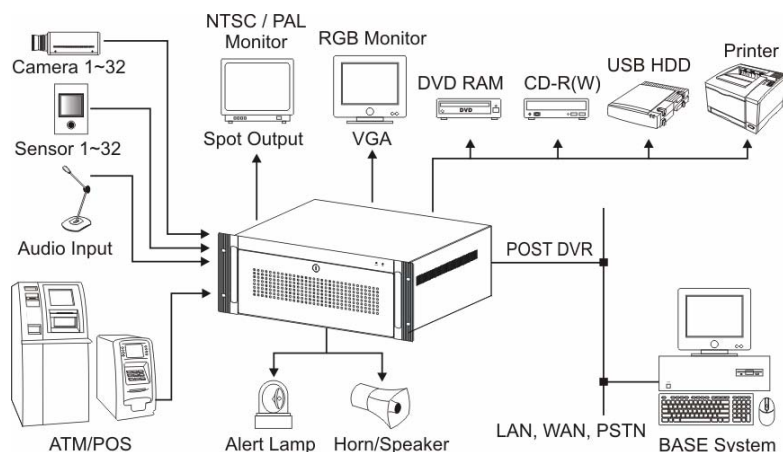 NTSC / PAL
Monitor
RGB Monitor
Printer
Camera 1~32
DVD RAM
CD-R(W)
USB HDD
DVD
Spot Output
VGA
Sensor 1~32
Audio Input
POST DVR
ATM/POS
Alert Lamp
Horn/Speaker
LAN, WAN, PSTN
BASE System